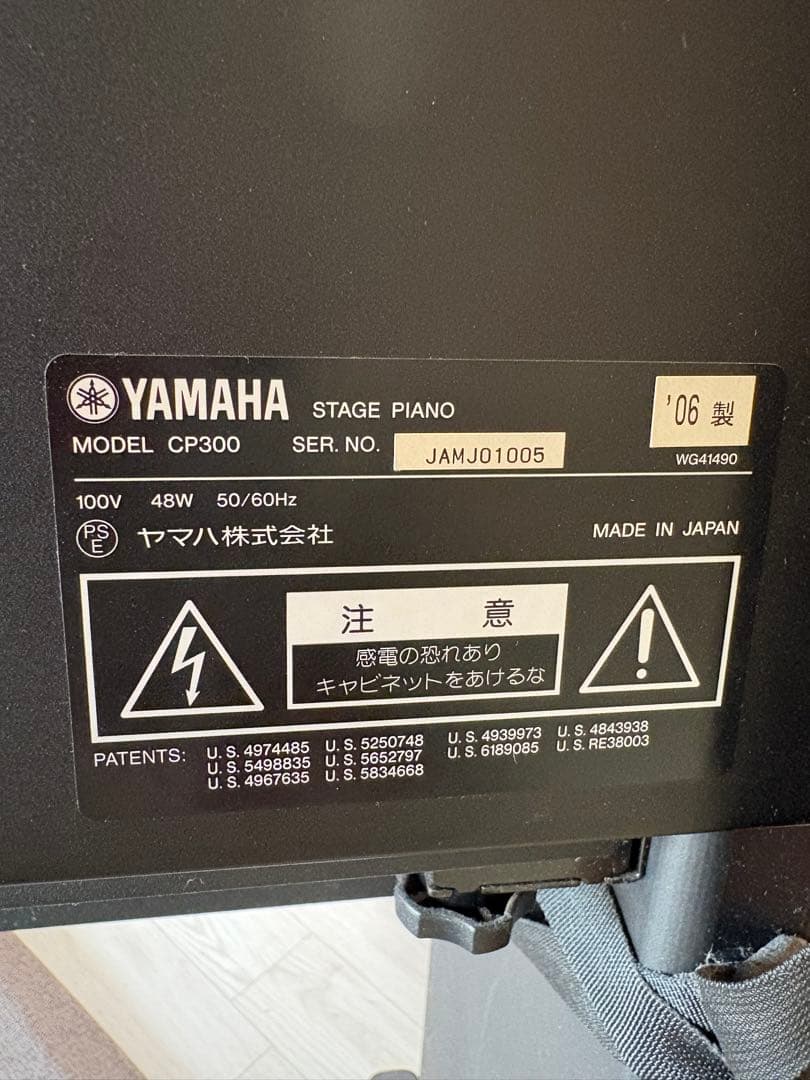 YAMAHA STAGE PIANO '06 製
MODEL CP300 SER. NO. JAMJ01005
WG41490
100V 48W 50/60Hz
PS E ヤマハ株式会社 MADE IN JAPAN
注意
感電の恐れあり
キャビネットをあけるな
PATENTS: U. S. 4974485 U. S. 5250748 U. S. 4939973 U. S. 4843938
U. S. 5498835 U. S. 5652797 U. S. 6189085 U. S. RE38003
U. S. 4967635 U. S. 5834668